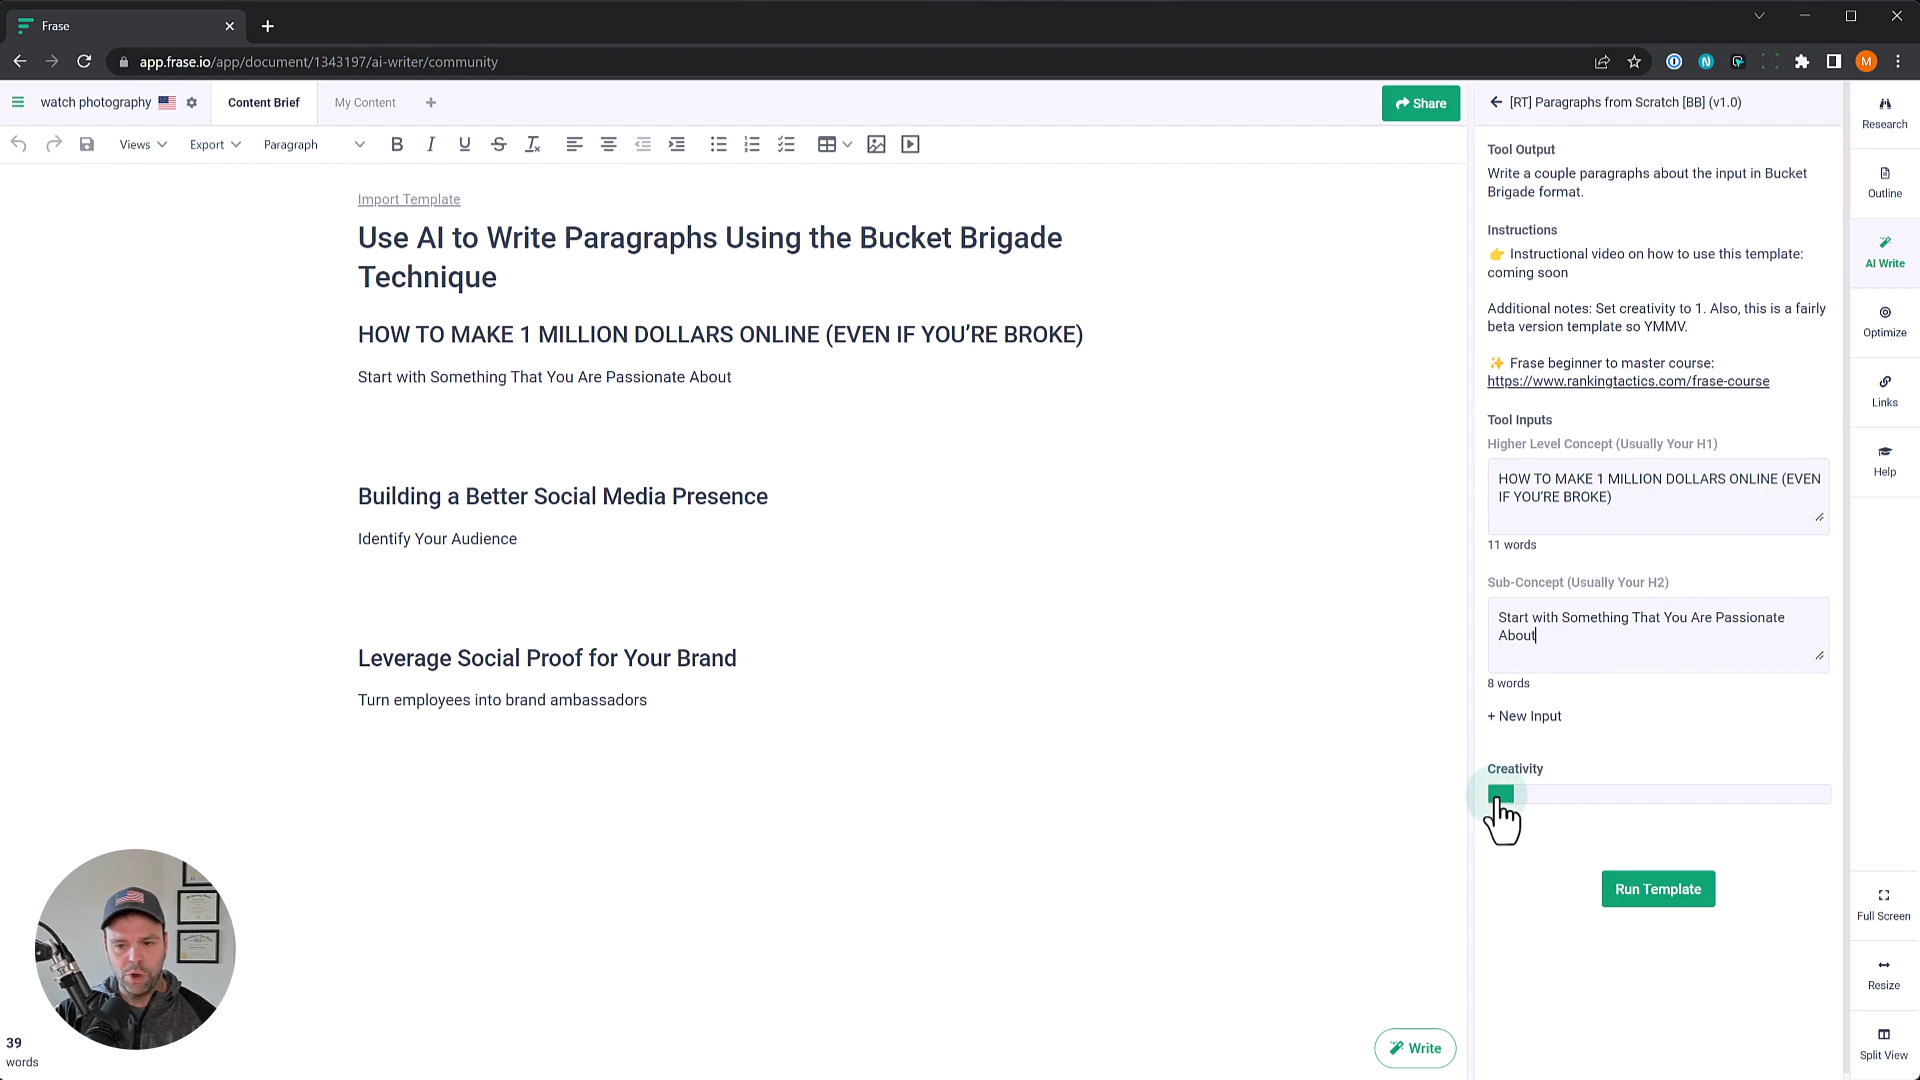 Frase
app.frase.io/app/document/1343197/ai-writer/community
N
M
watch photography
Content Brief
My Content
Share
Views
Export
Paragraph
B
I
U
S
Import Template
Use AI to Write Paragraphs Using the Bucket Brigade
Technique
HOW TO MAKE 1 MILLION DOLLARS ONLINE (EVEN IF YOU’RE BROKE)
Start with Something That You Are Passionate About
Building a Better Social Media Presence
Identify Your Audience
Leverage Social Proof for Your Brand
Turn employees into brand ambassadors
39
words
Write
[RT] Paragraphs from Scratch [BB] (v1.0)
Tool Output
Write a couple paragraphs about the input in Bucket
Brigade format.
Instructions
👉 Instructional video on how to use this template:
coming soon
Additional notes: Set creativity to 1. Also, this is a fairly
beta version template so YMMV.
✨ Frase beginner to master course:
https://www.rankingtactics.com/frase-course
Tool Inputs
Higher Level Concept (Usually Your H1)
HOW TO MAKE 1 MILLION DOLLARS ONLINE (EVEN
IF YOU’RE BROKE)
11 words
Sub-Concept (Usually Your H2)
Start with Something That You Are Passionate
About
8 words
+ New Input
Creativity
Run Template
Research
Outline
AI Write
Optimize
Links
Help
Full Screen
Resize
Split View